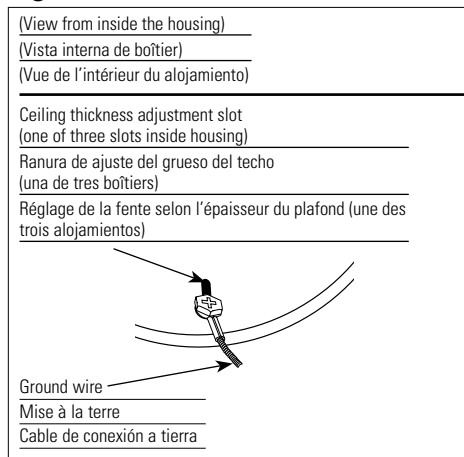 (View from inside the housing)
(Vista interna de boîtier)
(Vue de l'intérieur du alojamiento)
Ceiling thickness adjustment slot
(one of three slots inside housing)
Ranura de ajuste del grueso del techo
(una de tres boîtiers)
Réglage de la fente selon l'épaisseur du plafond (une des
trois alojamientos)
Ground wire
Mise à la terre
Cable de conexión a tierra